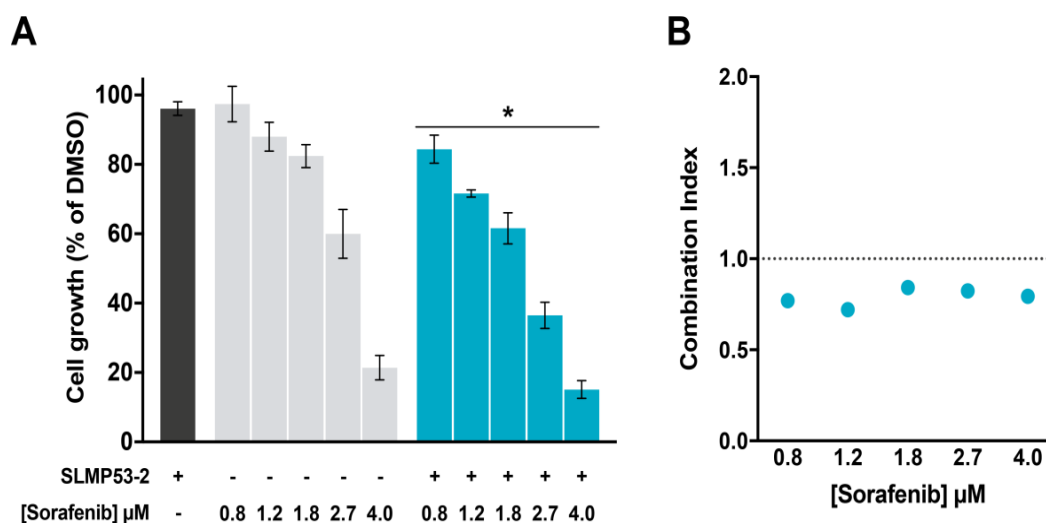 A
Cell growth (% of DMSO)
100
80
60
40
20
0
*
SLMP53-2 + - - - - - + + + + +
[Sorafenib] µM - 0.8 1.2 1.8 2.7 4.0 0.8 1.2 1.8 2.7 4.0
B
Combination Index
2.0
1.5
1.0
0.5
0.0
0.8 1.2 1.8 2.7 4.0
[Sorafenib] µM